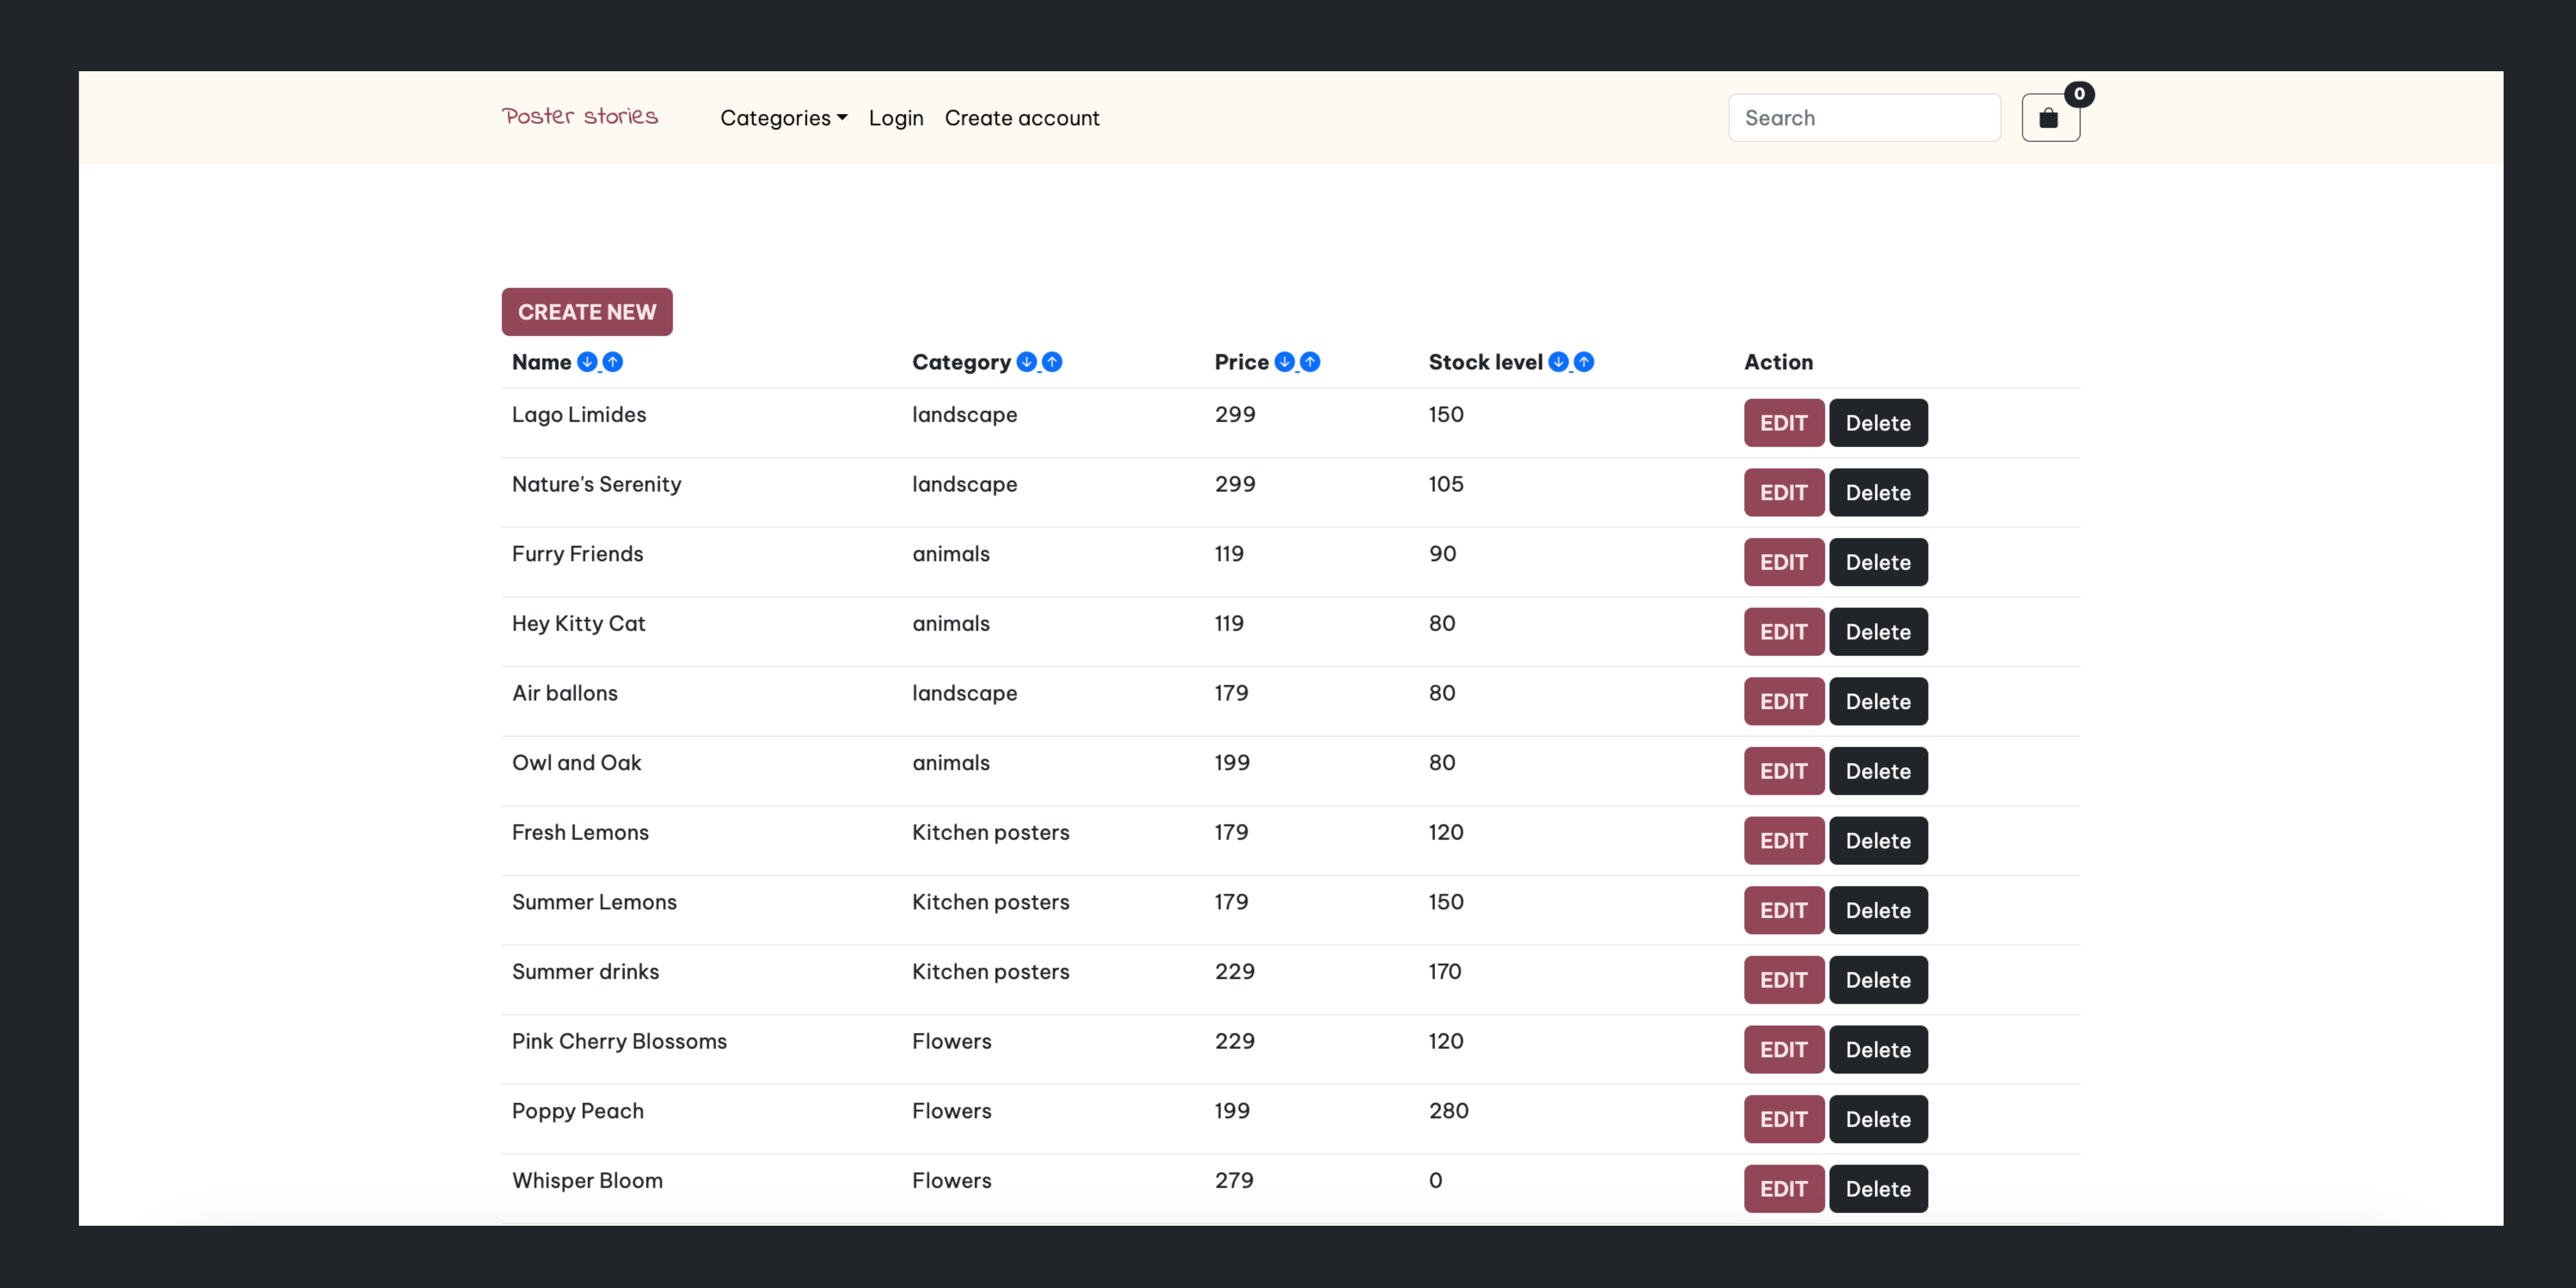 Poster stories Categories Login Create account Search 0
CREATE NEW
Name Category Price Stock level Action
Lago Limides landscape 299 150 EDIT Delete
Nature's Serenity landscape 299 105 EDIT Delete
Furry Friends animals 119 90 EDIT Delete
Hey Kitty Cat animals 119 80 EDIT Delete
Air ballons landscape 179 80 EDIT Delete
Owl and Oak animals 199 80 EDIT Delete
Fresh Lemons Kitchen posters 179 120 EDIT Delete
Summer Lemons Kitchen posters 179 150 EDIT Delete
Summer drinks Kitchen posters 229 170 EDIT Delete
Pink Cherry Blossoms Flowers 229 120 EDIT Delete
Poppy Peach Flowers 199 280 EDIT Delete
Whisper Bloom Flowers 279 0 EDIT Delete